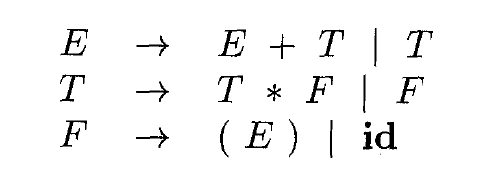 E → E + T | T
T → T * F | F
F → ( E ) | id